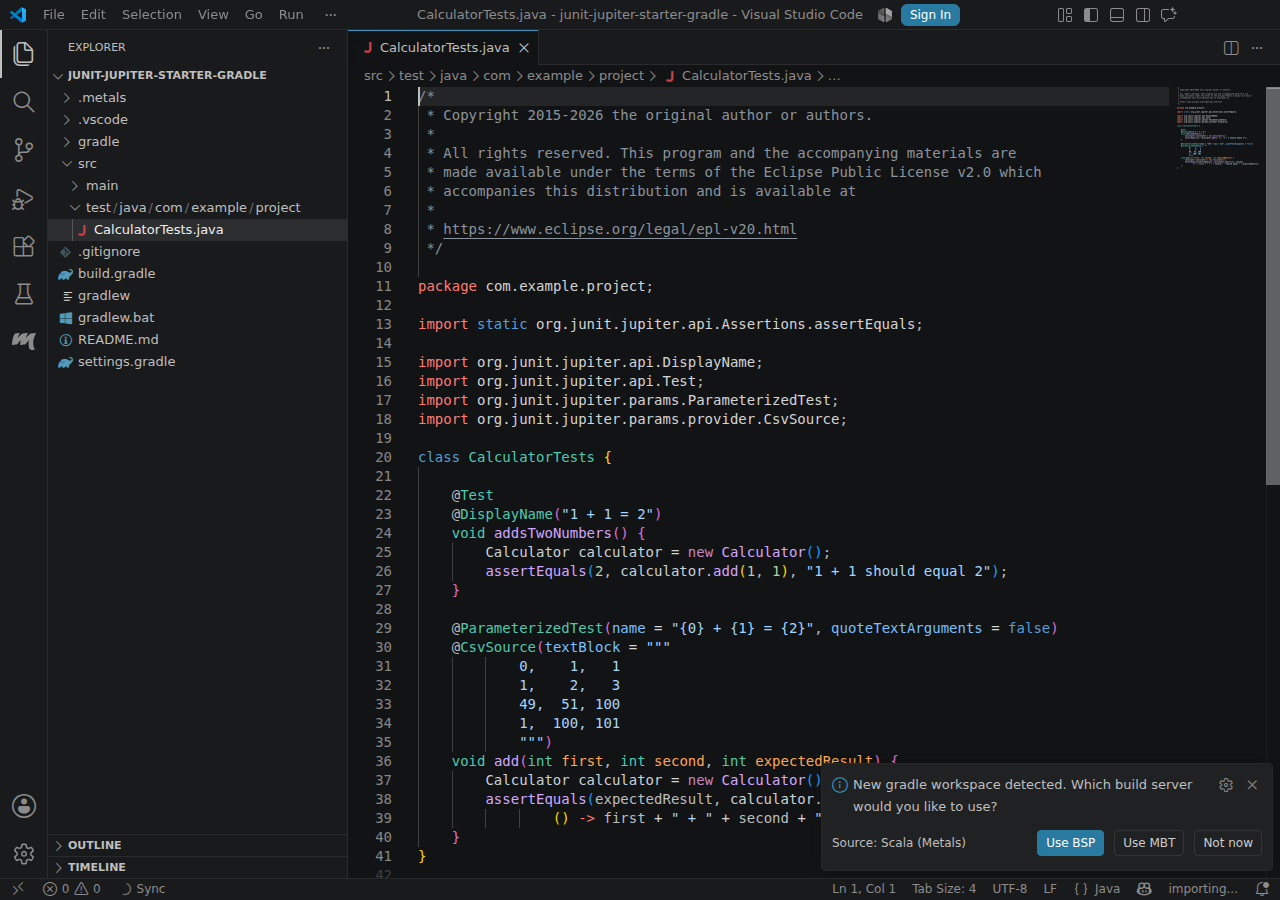 File Edit Selection View Go Run ··· CalculatorTests.java - junit-jupiter-starter-gradle - Visual Studio Code Sign In
EXPLORER
JUNIT-JUPITER-STARTER-GRADLE
.metals
.vscode
gradle
src
main
test/java/com/example/project
CalculatorTests.java
.gitignore
build.gradle
gradlew
gradlew.bat
README.md
settings.gradle
OUTLINE
TIMELINE
CalculatorTests.java
src > test > java > com > example > project > CalculatorTests.java > ...
1 /*
2  * Copyright 2015-2026 the original author or authors.
3  *
4  * All rights reserved. This program and the accompanying materials are
5  * made available under the terms of the Eclipse Public License v2.0 which
6  * accompanies this distribution and is available at
7  *
8  * https://www.eclipse.org/legal/epl-v20.html
9  */
10
11 package com.example.project;
12
13 import static org.junit.jupiter.api.Assertions.assertEquals;
14
15 import org.junit.jupiter.api.DisplayName;
16 import org.junit.jupiter.api.Test;
17 import org.junit.jupiter.params.ParameterizedTest;
18 import org.junit.jupiter.params.provider.CsvSource;
19
20 class CalculatorTests {
21
22     @Test
23     @DisplayName("1 + 1 = 2")
24     void addsTwoNumbers() {
25         Calculator calculator = new Calculator();
26         assertEquals(2, calculator.add(1, 1), "1 + 1 should equal 2");
27     }
28
29     @ParameterizedTest(name = "{0} + {1} = {2}", quoteTextArguments = false)
30     @CsvSource(textBlock = """
31             0,    1,   1
32             1,    2,   3
33             49,  51, 100
34             1,  100, 101
35             """)
36     void add(int first, int second, int expectedResult) {
37         Calculator calculator = new Calculator()
38         assertEquals(expectedResult, calculator.
39                 () -> first + " + " + second + "
40     }
41 }
42
New gradle workspace detected. Which build server
would you like to use?
Source: Scala (Metals) Use BSP Use MBT Not now
0 0 Sync Ln 1, Col 1 Tab Size: 4 UTF-8 LF { } Java importing...